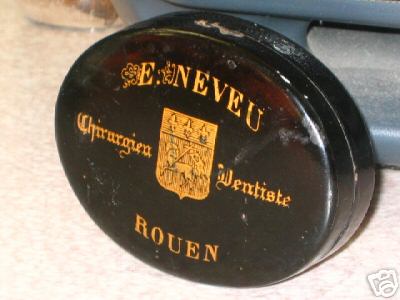 E. NEVEU
Chirurgien Dentiste
ROUEN